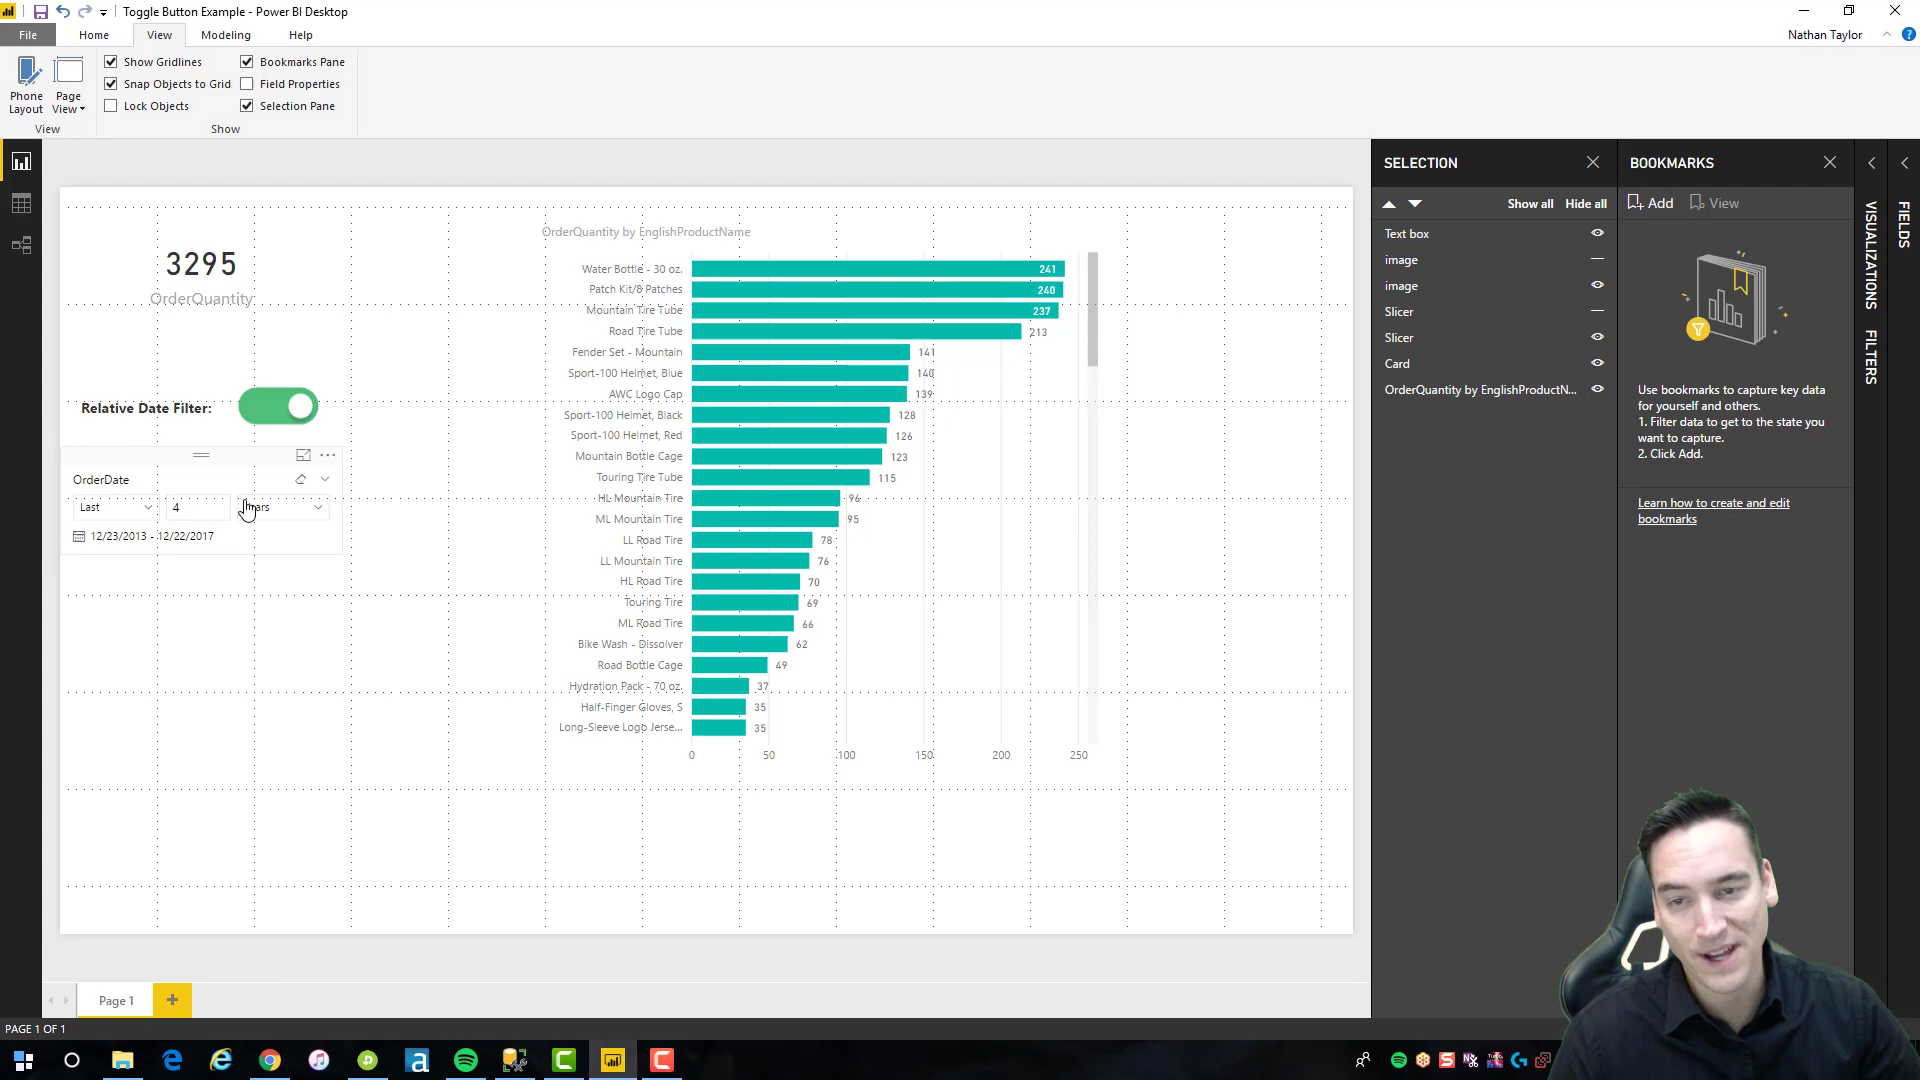 Toggle Button Example - Power BI Desktop
File
Home
View
Modeling
Help
Nathan Taylor
Phone Layout
Page View
Show Gridlines
Snap Objects to Grid
Lock Objects
Bookmarks Pane
Field Properties
Selection Pane
View
Show
3295
OrderQuantity
Relative Date Filter:
OrderDate
Last
4
12/23/2013 - 12/22/2017
OrderQuantity by EnglishProductName
Water Bottle - 30 oz.
241
Patch Kit/8 Patches
240
Mountain Tire Tube
237
Road Tire Tube
213
Fender Set - Mountain
141
Sport-100 Helmet, Blue
140
AWC Logo Cap
139
Sport-100 Helmet, Black
128
Sport-100 Helmet, Red
126
Mountain Bottle Cage
123
Touring Tire Tube
115
HL Mountain Tire
96
ML Mountain Tire
95
LL Road Tire
78
LL Mountain Tire
76
HL Road Tire
70
Touring Tire
69
ML Road Tire
66
Bike Wash - Dissolver
62
Road Bottle Cage
49
Hydration Pack - 70 oz.
37
Half-Finger Gloves, S
35
Long-Sleeve Logo Jerse...
35
0 50 100 150 200 250
SELECTION
Show all
Hide all
Text box
image
image
Slicer
Slicer
Card
OrderQuantity by EnglishProductN...
BOOKMARKS
Add
View
Use bookmarks to capture key data
for yourself and others.
1. Filter data to get to the state you
want to capture.
2. Click Add.
Learn how to create and edit
bookmarks
VISUALIZATIONS
FILTERS
FIELDS
Page 1
PAGE 1 OF 1